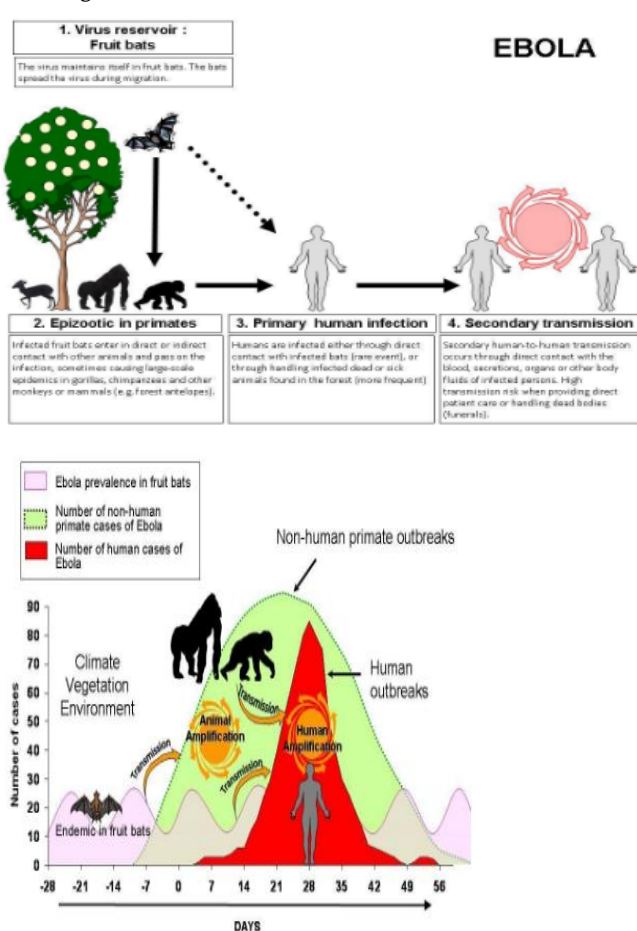 1. Virus reservoir :
Fruit bats
The virus maintains itself in fruit bats. The bats
spread the virus during migration.
EBOLA
2. Epizootic in primates
Infected fruit bats enter in direct or indirect
contact with other animals and pass on the
infection, sometimes causing large-scale
epidemics in gorillas, chimpanzees and other
monkeys or mammals (e.g. forest antelopes).
3. Primary human infection
Humans are infected either through direct
contact with infected bats (rare event), or
through handling infected dead or sick
animals found in the forest (more frequent)
4. Secondary transmission
Secondary human-to-human transmission
occurs through direct contact with the
blood, secretions, organs or other body
fluids of infected persons. High
transmission risk when providing direct
patient care or handling dead bodies
(funerals).
Ebola prevalence in fruit bats
Number of non-human
primate cases of Ebola
Number of human cases of
Ebola
Non-human primate outbreaks
Climate
Vegetation
Environment
Human
outbreaks
Transmission
Animal
Amplification
Transmission
Human
Amplification
Transmission
Endemic in fruit bats
Number of cases
90
80
70
60
50
40
30
20
10
0
-28 -21 -14 -7 0 7 14 21 28 35 42 49 56
DAYS